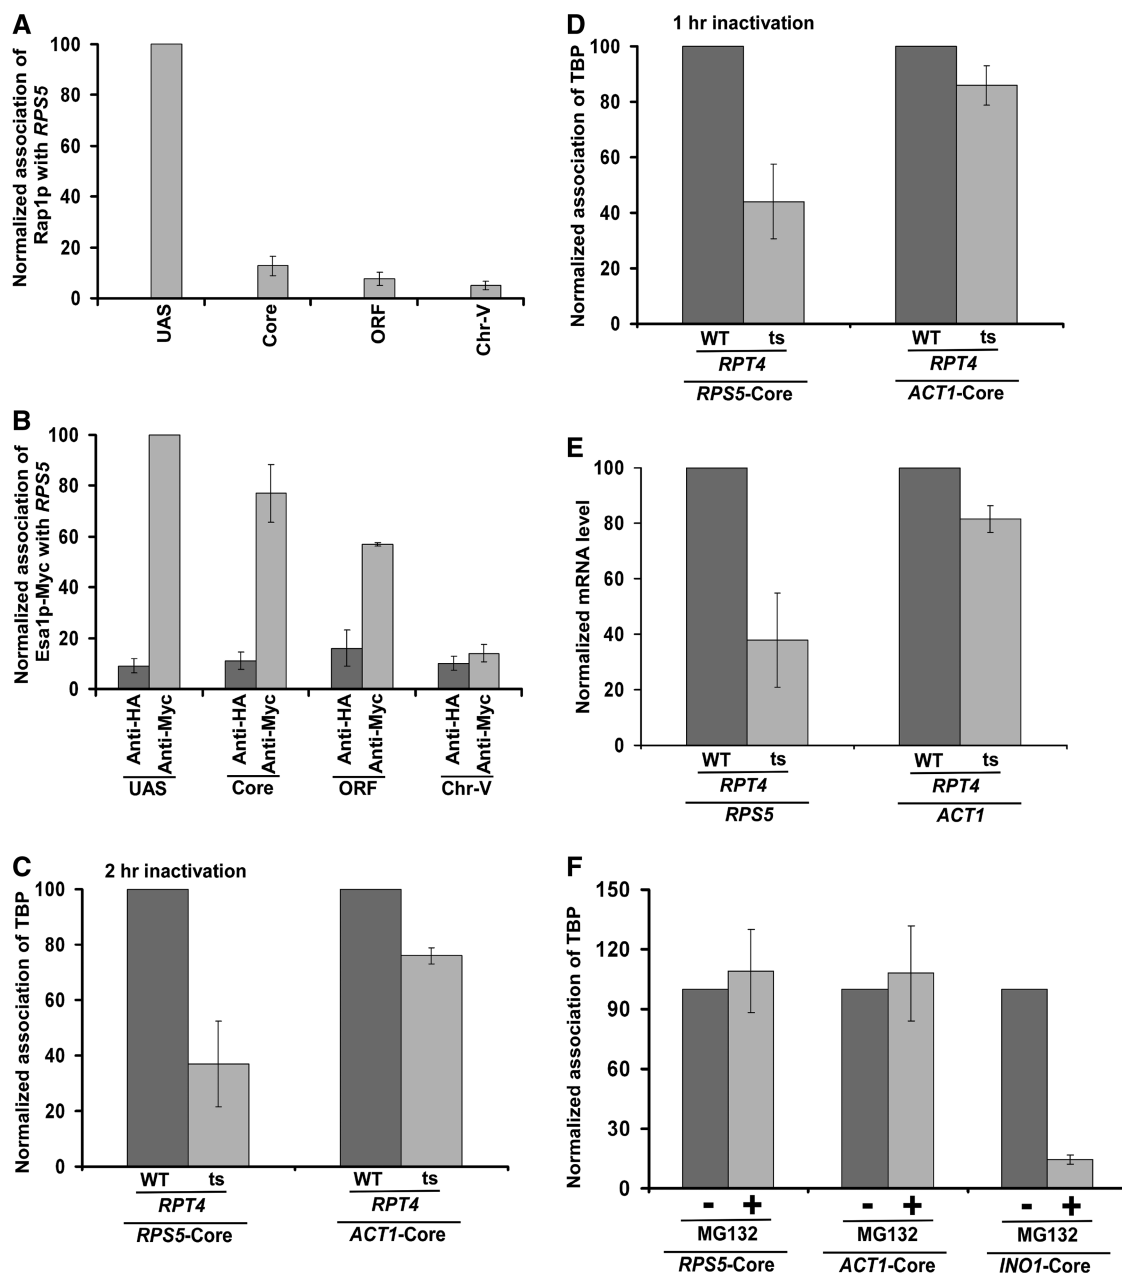 A
Normalized association of
Rap1p with RPS5
100
80
60
40
20
0
UAS
Core
ORF
Chr-V
B
Normalized association of
Esa1p-Myc with RPS5
100
80
60
40
20
0
Anti-HA
Anti-Myc
Anti-HA
Anti-Myc
Anti-HA
Anti-Myc
Anti-HA
Anti-Myc
UAS
Core
ORF
Chr-V
C
2 hr inactivation
Normalized association of TBP
100
80
60
40
20
0
WT ts WT ts
RPT4 RPT4
RPS5-Core ACT1-Core
D
1 hr inactivation
Normalized association of TBP
100
80
60
40
20
0
WT ts WT ts
RPT4 RPT4
RPS5-Core ACT1-Core
E
Normalized mRNA level
100
80
60
40
20
0
WT ts WT ts
RPT4 RPT4
RPS5 ACT1
F
Normalized association of TBP
150
120
90
60
30
0
- + - + - +
MG132 MG132 MG132
RPS5-Core ACT1-Core INO1-Core